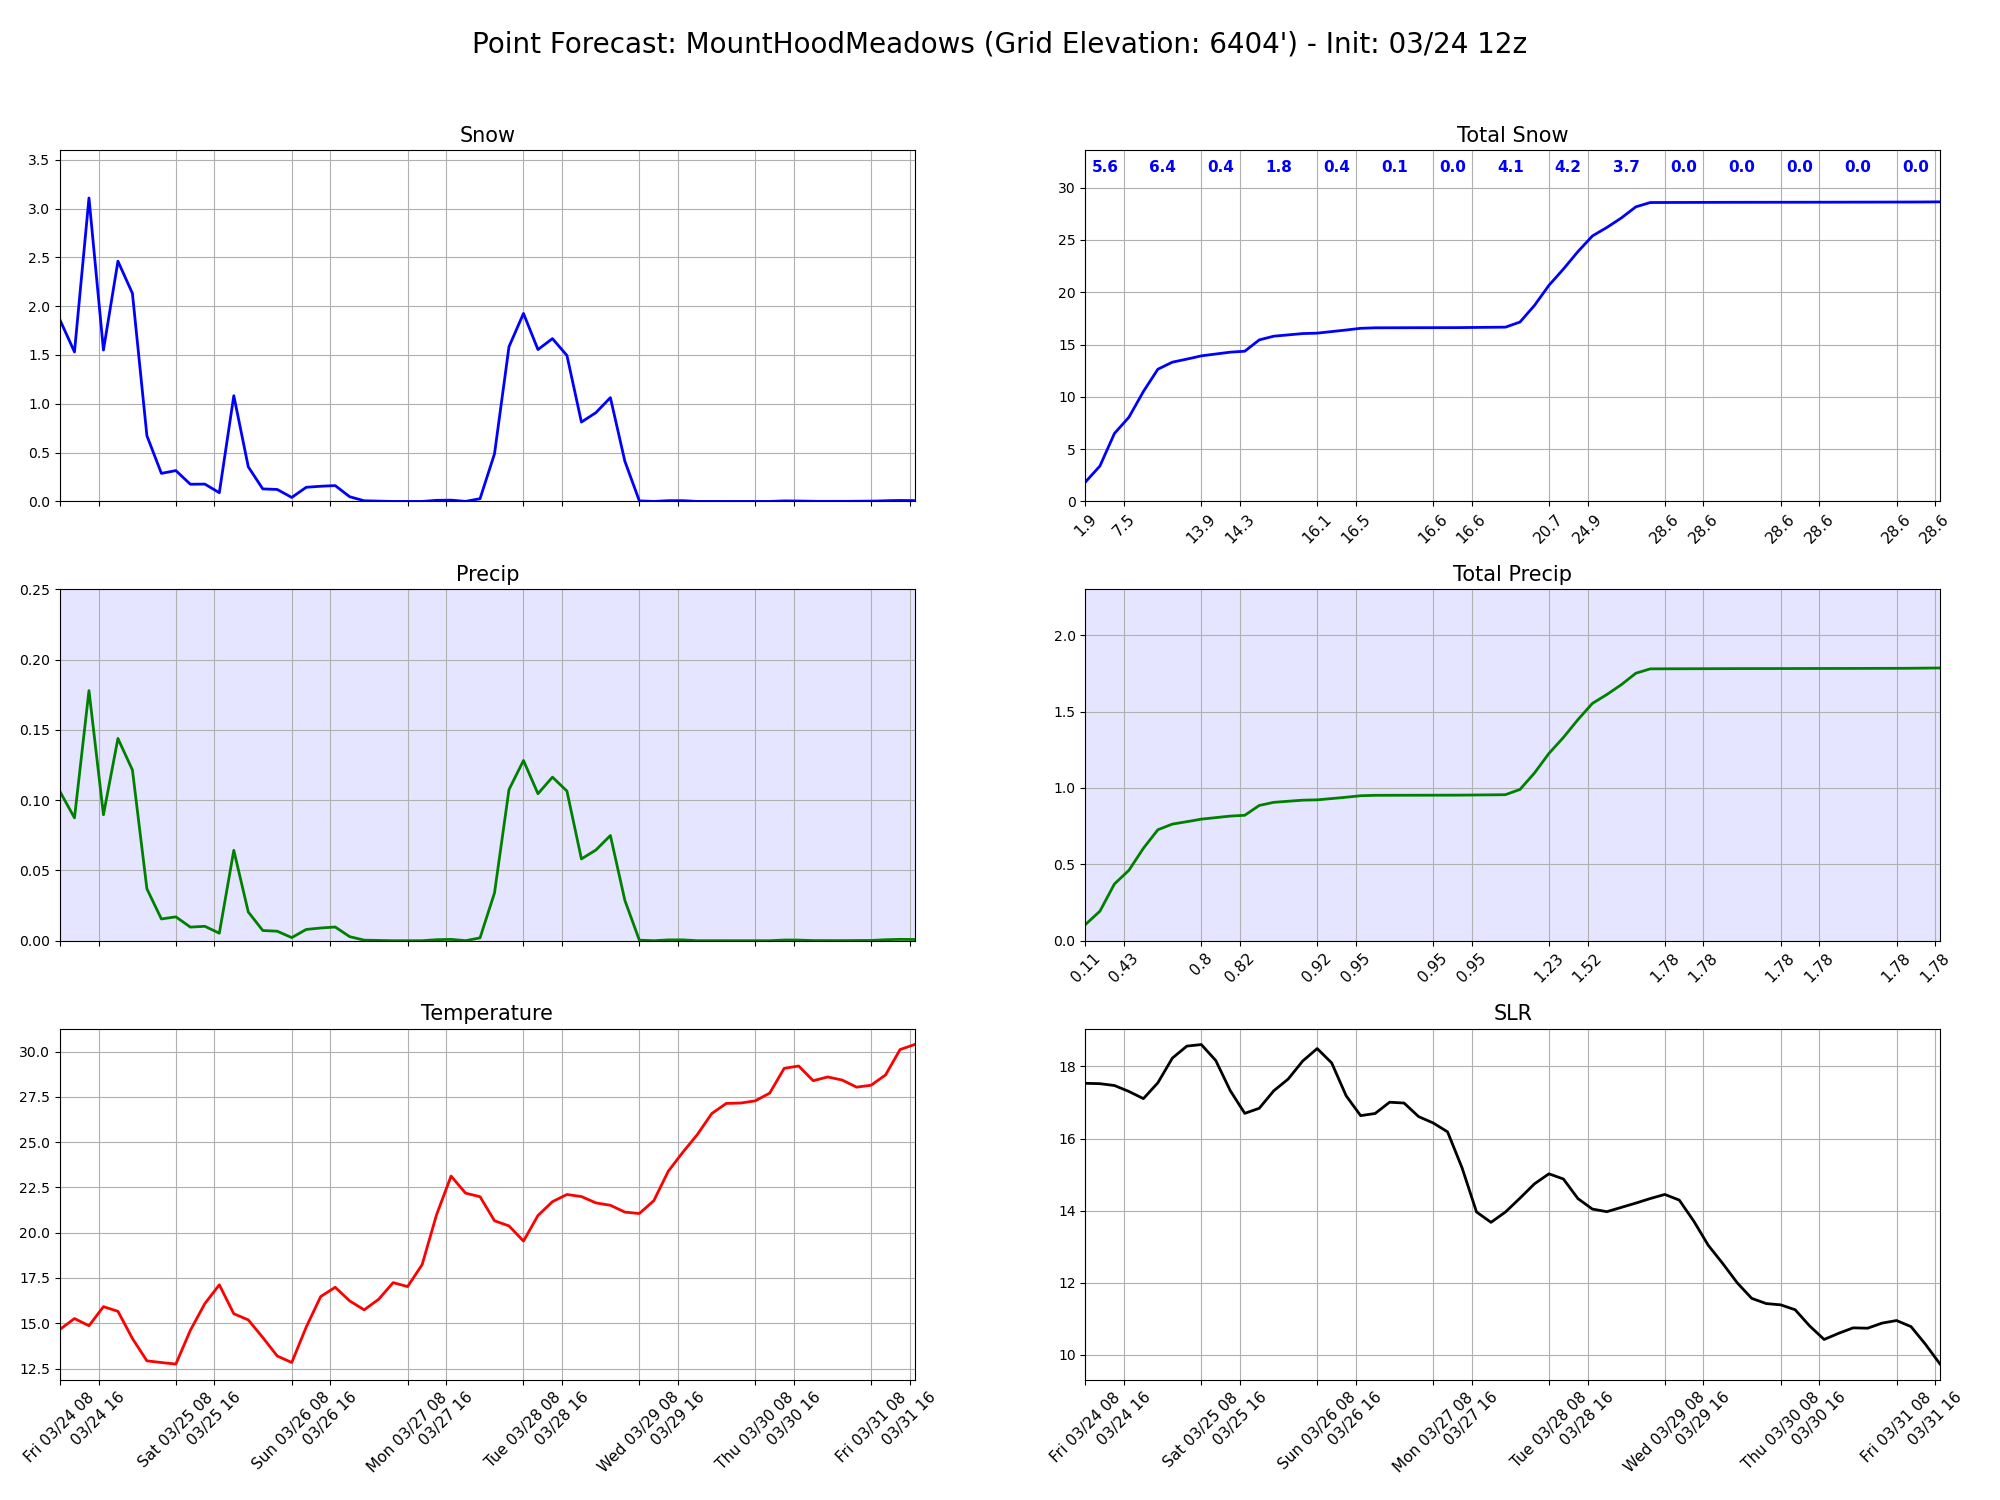 Point Forecast: MountHoodMeadows (Grid Elevation: 6404') - Init: 03/24 12z
Snow
3.5
3.0
2.5
2.0
1.5
1.0
0.5
0.0
Total Snow
5.6 6.4 0.4 1.8 0.4 0.1 0.0 4.1 4.2 3.7 0.0 0.0 0.0 0.0 0.0
30
25
20
15
10
5
0
1.9 7.5 13.9 14.3 16.1 16.5 16.6 16.6 20.7 24.9 28.6 28.6 28.6 28.6 28.6 28.6
Precip
0.25
0.20
0.15
0.10
0.05
0.00
Total Precip
2.0
1.5
1.0
0.5
0.0
0.11 0.43 0.8 0.82 0.92 0.95 0.95 0.95 1.23 1.52 1.78 1.78 1.78 1.78 1.78 1.78
Temperature
30.0
27.5
25.0
22.5
20.0
17.5
15.0
12.5
Fri 03/24 08
03/24 16
Sat 03/25 08
03/25 16
Sun 03/26 08
03/26 16
Mon 03/27 08
03/27 16
Tue 03/28 08
03/28 16
Wed 03/29 08
03/29 16
Thu 03/30 08
03/30 16
Fri 03/31 08
03/31 16
SLR
18
16
14
12
10
Fri 03/24 08
03/24 16
Sat 03/25 08
03/25 16
Sun 03/26 08
03/26 16
Mon 03/27 08
03/27 16
Tue 03/28 08
03/28 16
Wed 03/29 08
03/29 16
Thu 03/30 08
03/30 16
Fri 03/31 08
03/31 16